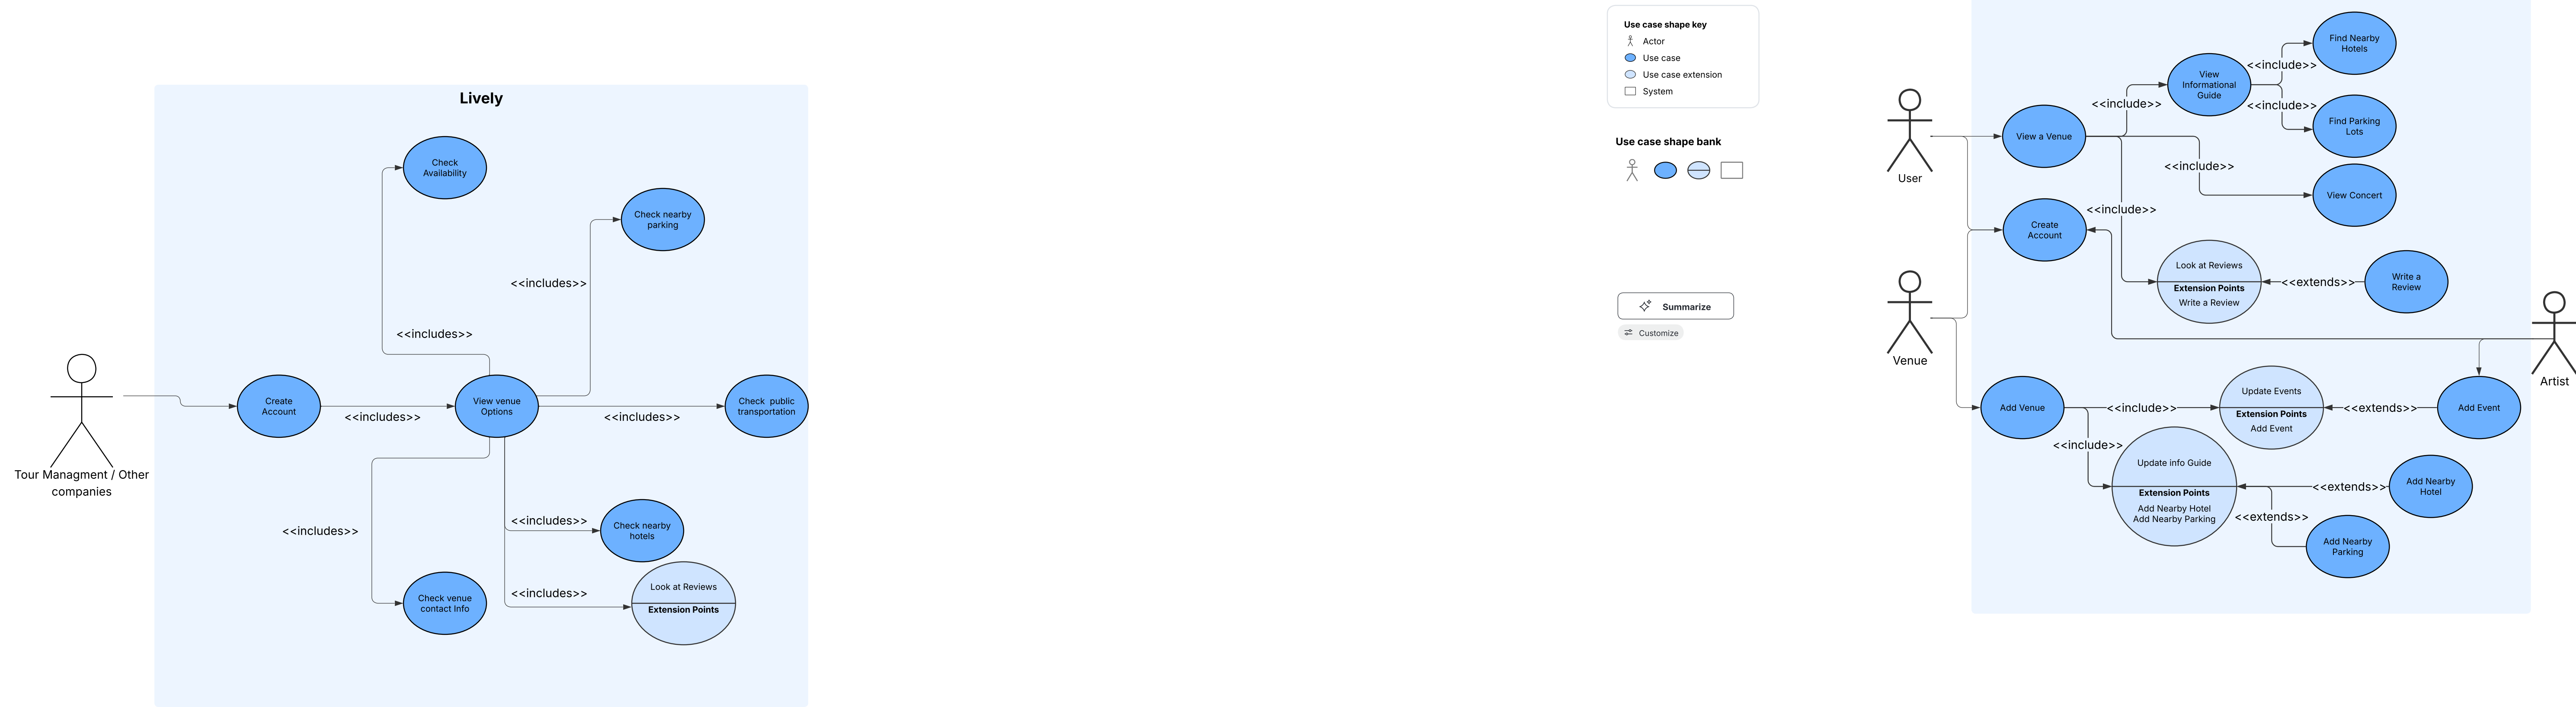 Lively
Check
Availability
Check nearby
parking
<<includes>>
<<includes>>
Tour Managment / Other
companies
Create
Account
<<includes>>
View venue
Options
<<includes>>
Check  public
transportation
<<includes>>
<<includes>>
Check nearby
hotels
<<includes>>
Check venue
contact Info
Look at Reviews
Extension Points
Use case shape key
Actor
Use case
Use case extension
System
Use case shape bank
Summarize
Customize
User
Venue
Artist
View a Venue
<<include>>
View
Informational
Guide
<<include>>
Find Nearby
Hotels
<<include>>
Find Parking
Lots
<<include>>
View Concert
<<include>>
Create
Account
Look at Reviews
Extension Points
Write a Review
<<extends>>
Write a
Review
Add Venue
<<include>>
Update Events
Extension Points
Add Event
<<extends>>
Add Event
<<include>>
Update info Guide
Extension Points
Add Nearby Hotel
Add Nearby Parking
<<extends>>
Add Nearby
Hotel
<<extends>>
Add Nearby
Parking